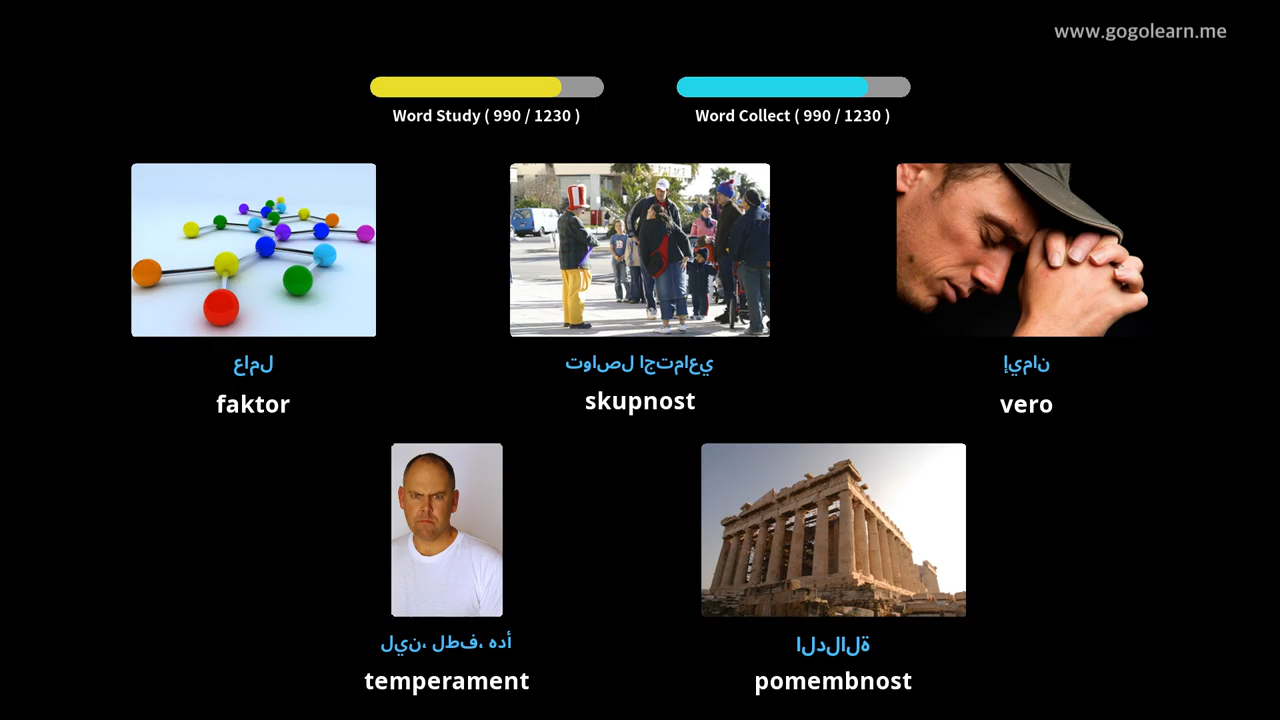 www.gogolearn.me
Word Study ( 990 / 1230 )
Word Collect ( 990 / 1230 )
عامل
faktor
تواصل اجتماعي
skupnost
إيمان
vero
لين، لطف، هدأ
temperament
الدلالة
pomembnost